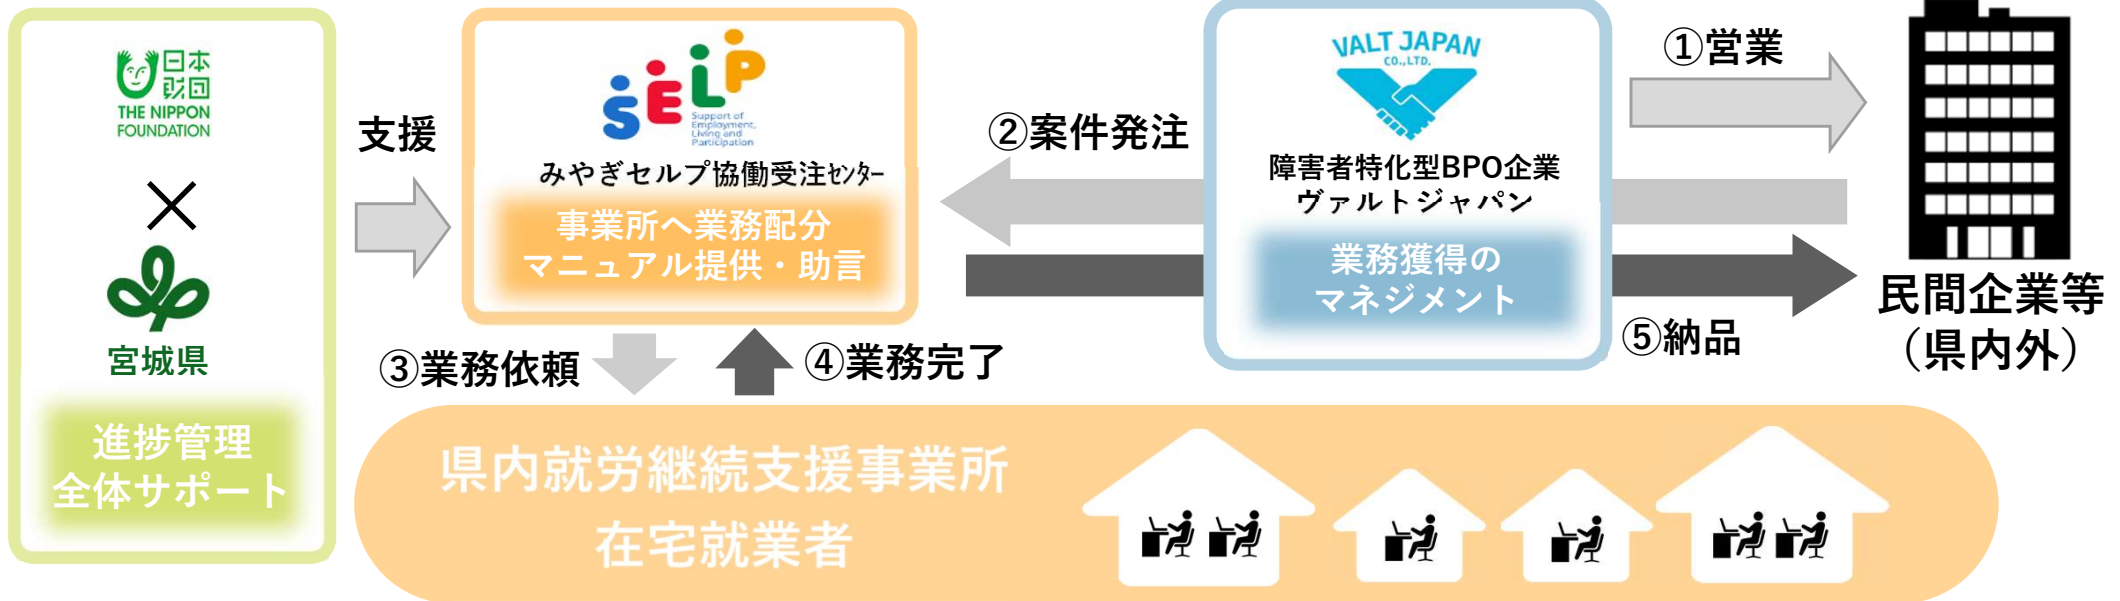 日本
財団
THE NIPPON
FOUNDATION
×
宮城県
進捗管理
全体サポート
支援
SELP
Support of
Employment,
Living and
Participation
みやぎセルプ協働受注ｾﾝﾀｰ
事業所へ業務配分
マニュアル提供・助言
②案件発注
VALT JAPAN
CO.,LTD.
障害者特化型BPO企業
ヴァルトジャパン
業務獲得の
マネジメント
①営業
民間企業等
（県内外）
⑤納品
③業務依頼
④業務完了
県内就労継続支援事業所
在宅就業者